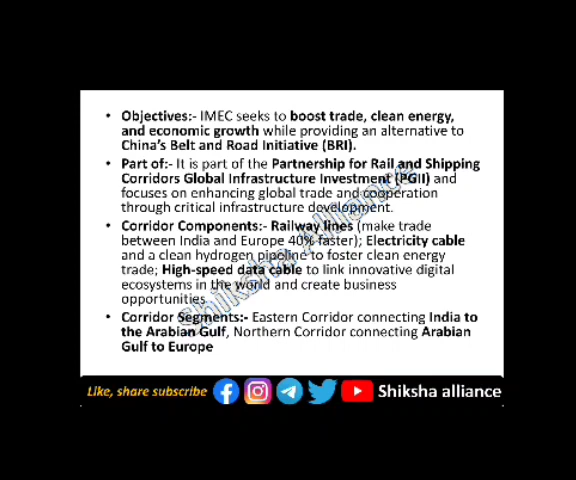 • Objectives:- IMEC seeks to boost trade, clean energy,
and economic growth while providing an alternative to
China's Belt and Road Initiative (BRI).
• Part of:- It is part of the Partnership for Rail and Shipping
Corridors Global Infrastructure Investment (PGII) and
focuses on enhancing global trade and cooperation
through critical infrastructure development.
• Corridor Components:- Railway lines (make trade
between India and Europe 40% faster); Electricity cable
and a clean hydrogen pipeline to foster clean energy
trade; High-speed data cable to link innovative digital
ecosystems in the world and create business
opportunities
• Corridor Segments:- Eastern Corridor connecting India to
the Arabian Gulf, Northern Corridor connecting Arabian
Gulf to Europe
Shiksha Alliance
Like, share subscribe Shiksha alliance